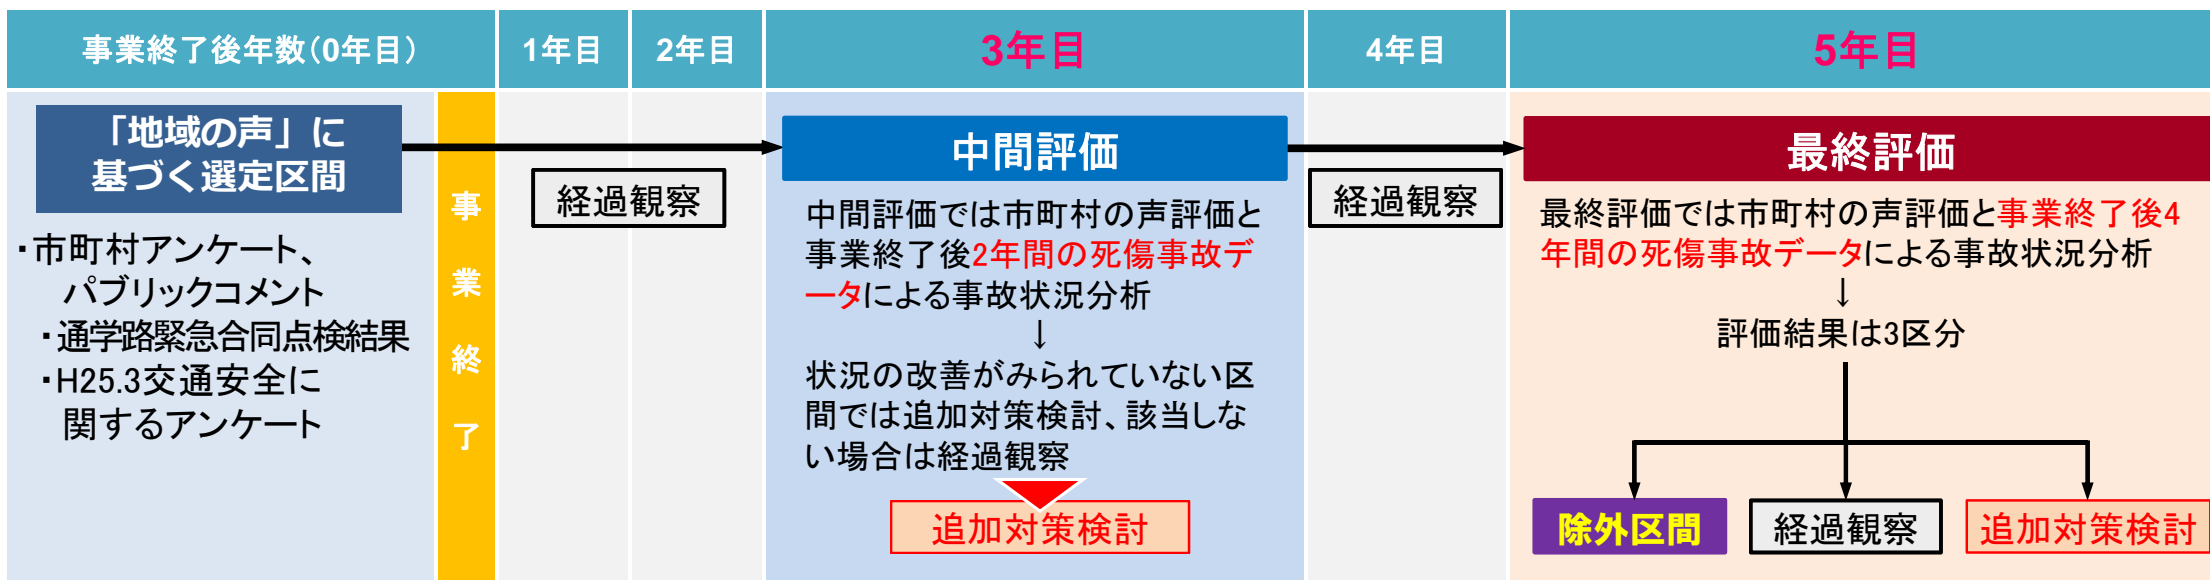 事業終了後年数(0年目)
1年目
2年目
3年目
4年目
5年目
「地域の声」に
基づく選定区間
・市町村アンケート、
パブリックコメント
・通学路緊急合同点検結果
・H25.3交通安全に
関するアンケート
事業終了
経過観察
中間評価
中間評価では市町村の声評価と
事業終了後2年間の死傷事故デ
ータによる事故状況分析
↓
状況の改善がみられていない区
間では追加対策検討、該当しな
い場合は経過観察
追加対策検討
経過観察
最終評価
最終評価では市町村の声評価と事業終了後4
年間の死傷事故データによる事故状況分析
↓
評価結果は3区分
除外区間
経過観察
追加対策検討